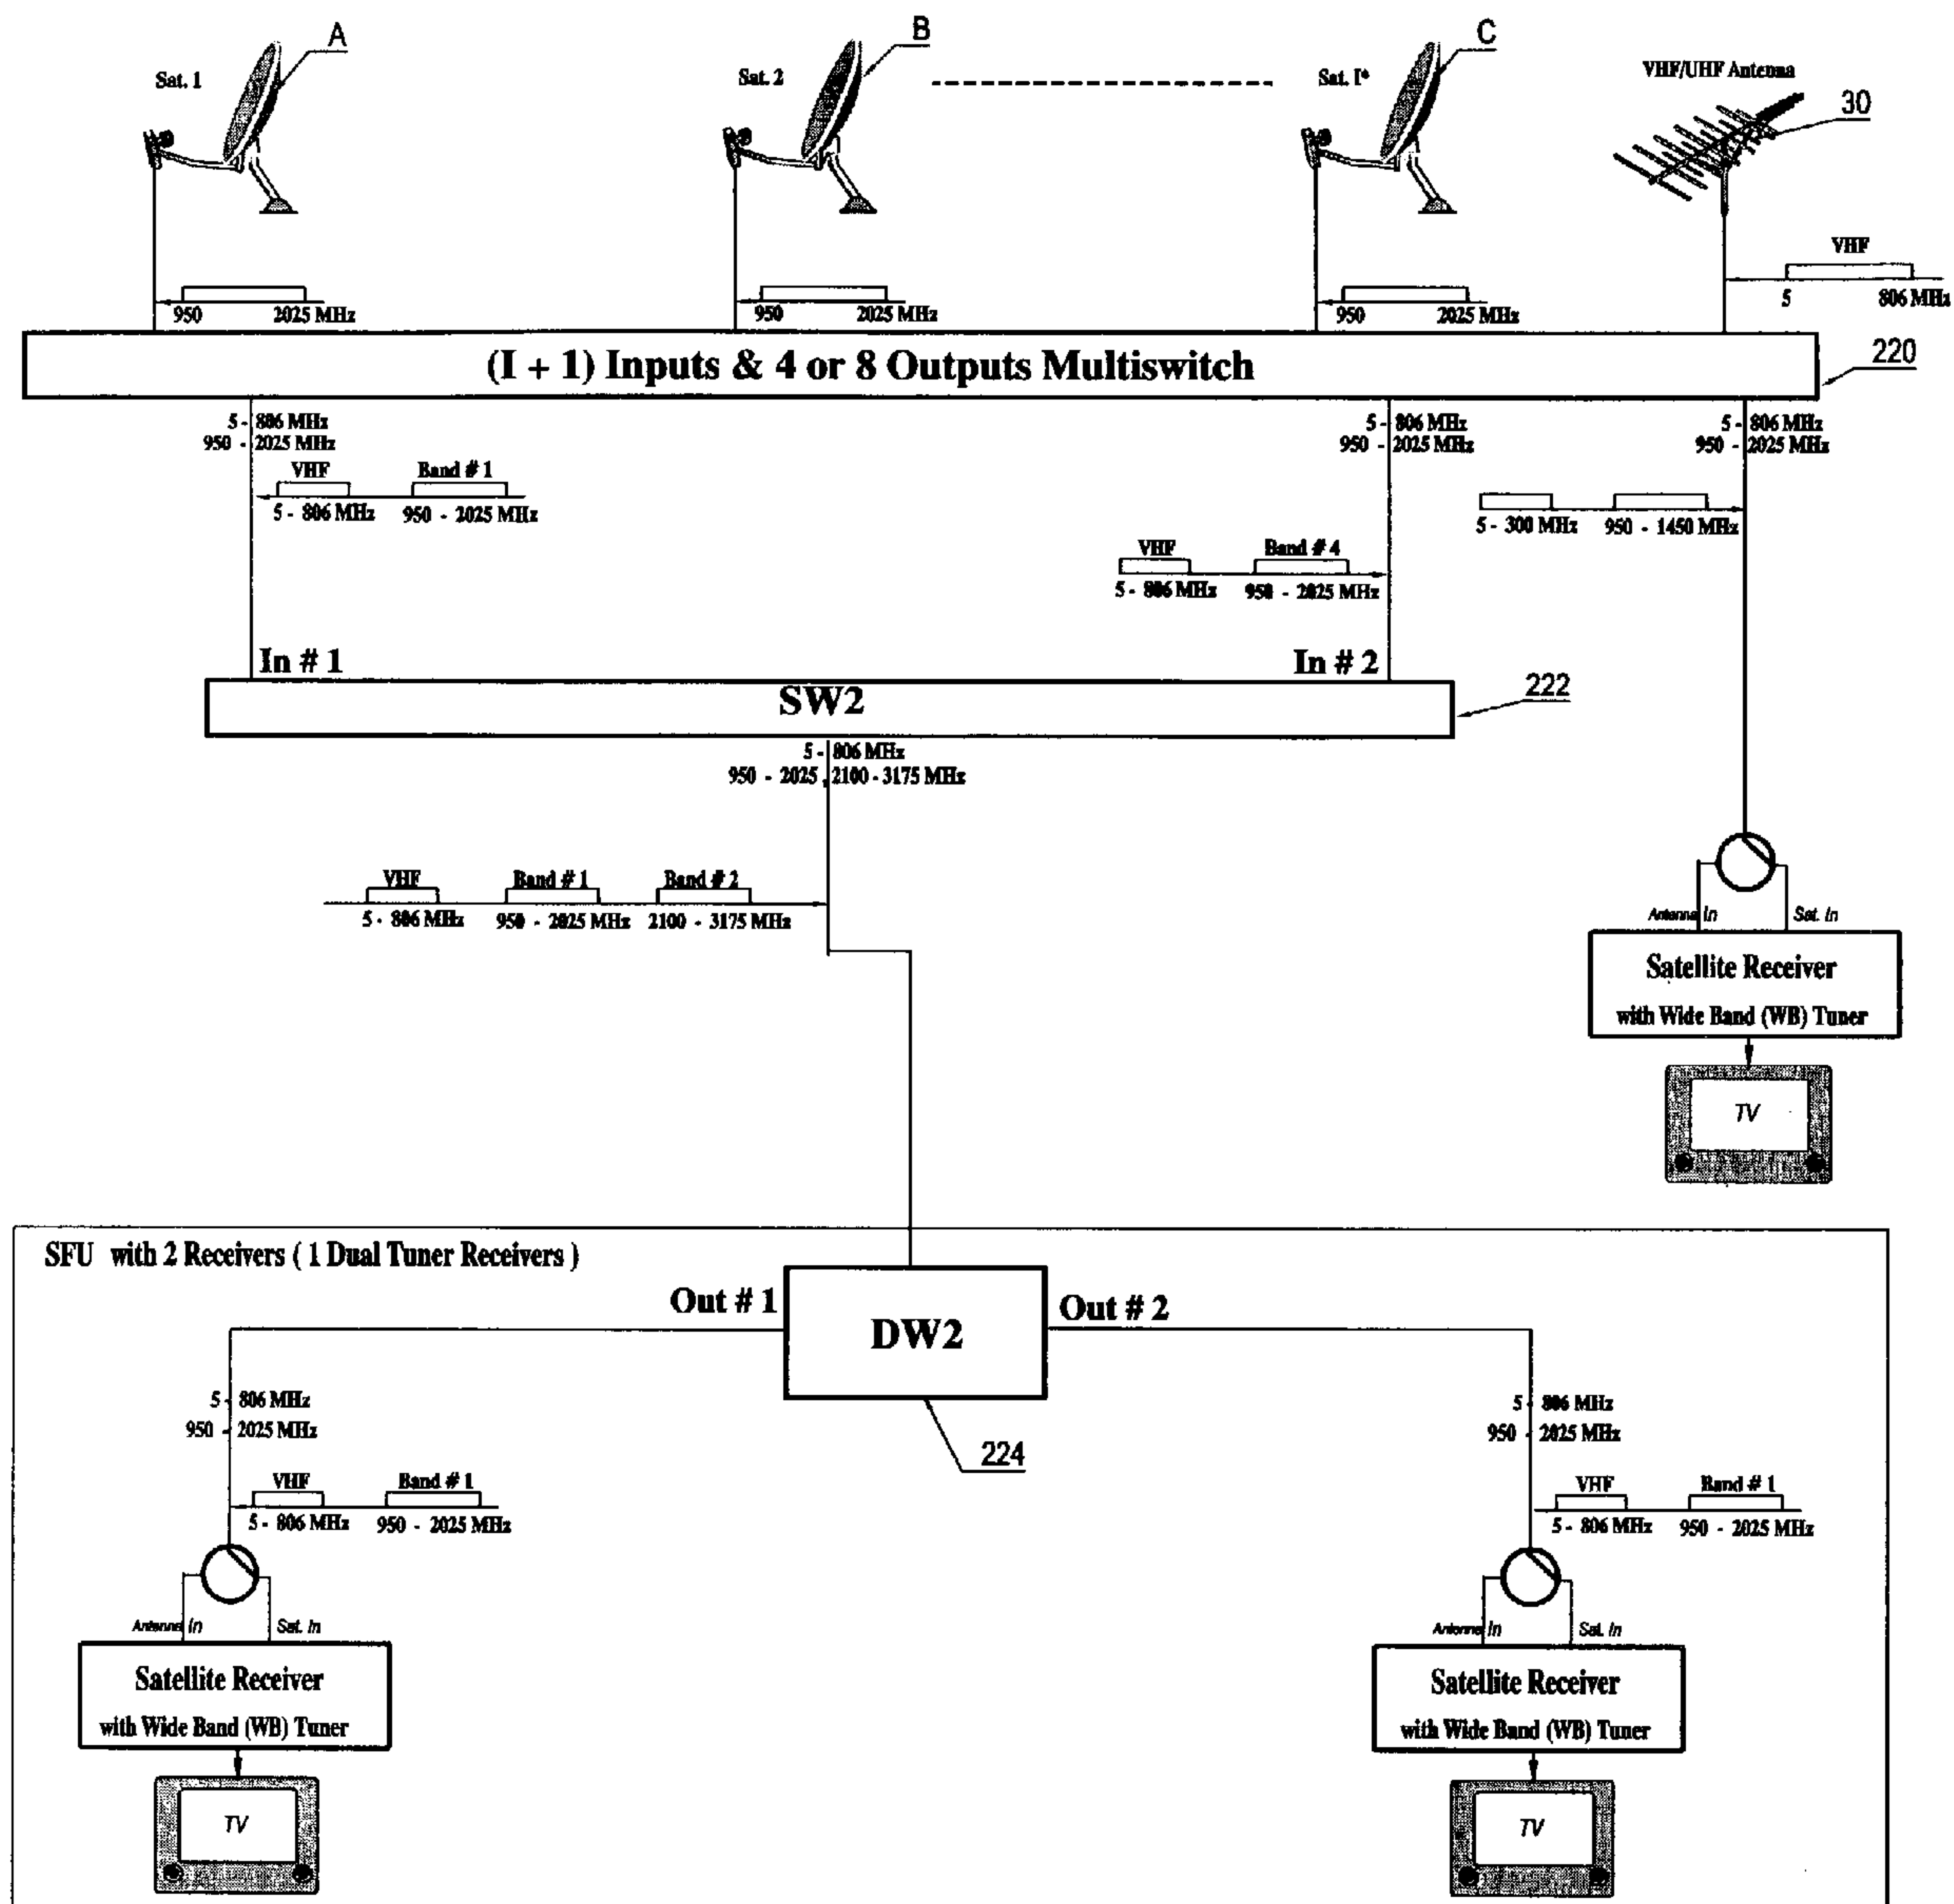 A
B
C
Sat. 1
Sat. 2
Sat. I*
VHF/UHF Antenna
30
VHF
5 806 MHz
950 2025 MHz
950 2025 MHz
950 2025 MHz
(I + 1) Inputs & 4 or 8 Outputs Multiswitch
220
5 - 806 MHz
950 - 2025 MHz
5 - 806 MHz
950 - 2025 MHz
5 - 806 MHz
950 - 2025 MHz
VHF Band # 1
5 - 806 MHz 950 - 2025 MHz
5 - 300 MHz 950 - 1450 MHz
VHF Band # 4
5 - 806 MHz 950 - 2025 MHz
In # 1
In # 2
SW2
222
5 - 806 MHz
950 - 2025 , 2100 - 3175 MHz
VHF Band # 1 Band # 2
5 - 806 MHz 950 - 2025 MHz 2100 - 3175 MHz
Antenna In Sat. In
Satellite Receiver
with Wide Band (WB) Tuner
TV
SFU with 2 Receivers ( 1 Dual Tuner Receivers )
Out # 1
DW2
Out # 2
224
5 - 806 MHz
950 - 2025 MHz
5 - 806 MHz
950 - 2025 MHz
VHF Band # 1
5 - 806 MHz 950 - 2025 MHz
VHF Band # 1
5 - 806 MHz 950 - 2025 MHz
Antenna In Sat. In
Antenna In Sat. In
Satellite Receiver
with Wide Band (WB) Tuner
Satellite Receiver
with Wide Band (WB) Tuner
TV
TV